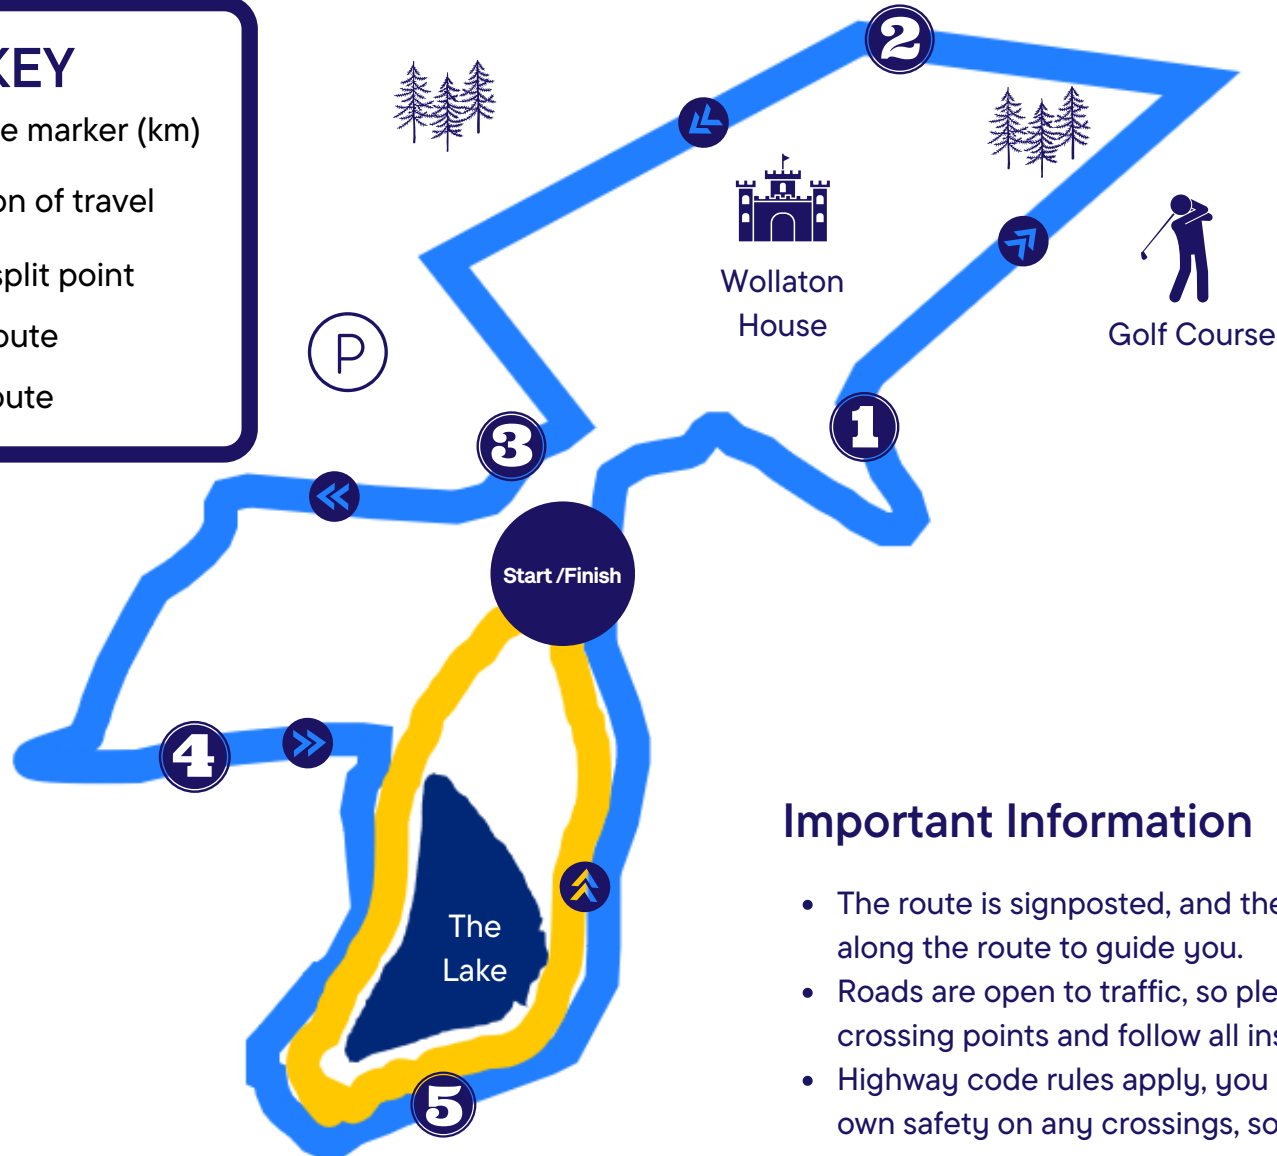 KEY
e marker (km)
on of travel
split point
oute
oute
2
Wollaton
House
Golf Course
P
1
3
Start /Finish
4
The
Lake
5
Important Information
• The route is signposted, and the
along the route to guide you.
• Roads are open to traffic, so ple
crossing points and follow all ins
• Highway code rules apply, you
own safety on any crossings, so